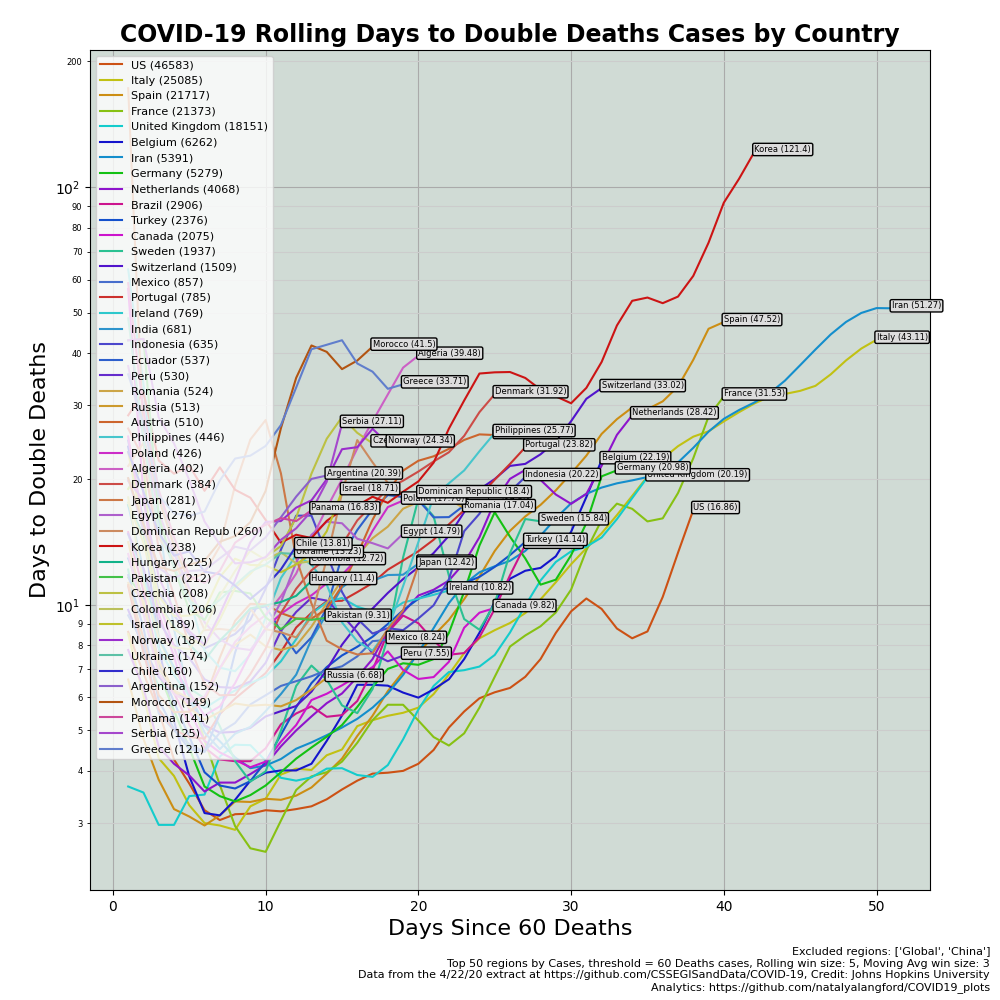 COVID-19 Rolling Days to Double Deaths Cases by Country
US (46583)
Italy (25085)
Spain (21717)
France (21373)
United Kingdom (18151)
Belgium (6262)
Iran (5391)
Germany (5279)
Netherlands (4068)
Brazil (2906)
Turkey (2376)
Canada (2075)
Sweden (1937)
Switzerland (1509)
Mexico (857)
Portugal (785)
Ireland (769)
India (681)
Indonesia (635)
Ecuador (537)
Peru (530)
Romania (524)
Russia (513)
Austria (510)
Philippines (446)
Poland (426)
Algeria (402)
Denmark (384)
Japan (281)
Egypt (276)
Dominican Repub (260)
Korea (238)
Hungary (225)
Pakistan (212)
Czechia (208)
Colombia (206)
Israel (189)
Norway (187)
Ukraine (174)
Chile (160)
Argentina (152)
Morocco (149)
Panama (141)
Serbia (125)
Greece (121)
Korea (121.4)
Iran (51.27)
Spain (47.52)
Italy (43.11)
Morocco (41.5)
Algeria (39.48)
Greece (33.71)
Switzerland (33.02)
Denmark (31.92)
France (31.53)
Netherlands (28.42)
Serbia (27.11)
Philippines (25.77)
Norway (24.34)
Portugal (23.82)
Belgium (22.19)
Germany (20.98)
Argentina (20.39)
Indonesia (20.22)
Kingdom (20.19)
Israel (18.71)
Dominican Republic (18.4)
Romania (17.04)
US (16.86)
Panama (16.83)
Sweden (15.84)
Egypt (14.79)
Turkey (14.14)
Chile (13.81)
Ukraine (13.23)
Japan (12.42)
Hungary (11.4)
Ireland (10.82)
Canada (9.82)
Pakistan (9.31)
Mexico (8.24)
Peru (7.55)
Russia (6.68)
200
10²
90
80
70
60
50
40
30
20
10¹
9
8
7
6
5
4
3
Days to Double Deaths
0 10 20 30 40 50
Days Since 60 Deaths
Excluded regions: ['Global', 'China']
Top 50 regions by Cases, threshold = 60 Deaths cases, Rolling win size: 5, Moving Avg win size: 3
Data from the 4/22/20 extract at https://github.com/CSSEGISandData/COVID-19, Credit: Johns Hopkins University
Analytics: https://github.com/natalyalangford/COVID19_plots